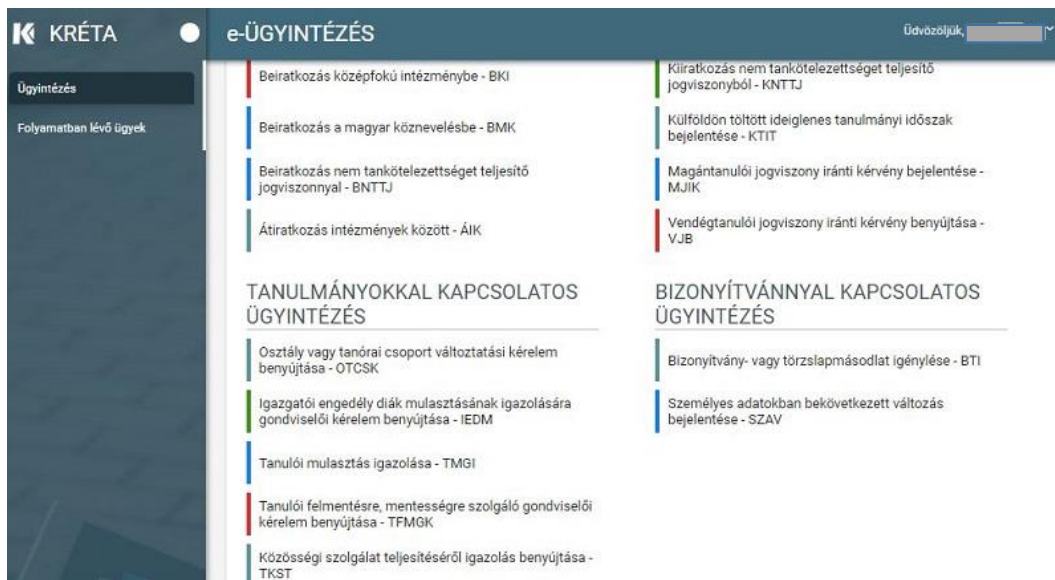 KRÉTA
e-ÜGYINTÉZÉS
Üdvözöljük,
Ügyintézés
Folyamatban lévő ügyek
Beiratkozás középfokú intézménybe - BKI
Beiratkozás a magyar köznevelésbe - BMK
Beiratkozás nem tankötelezettséget teljesítő
jogviszonnyal - BNTTJ
Átiratkozás intézmények között - ÁIK
Kiiratkozás nem tankötelezettséget teljesítő
jogviszonyból - KNTTJ
Külföldön töltött ideiglenes tanulmányi időszak
bejelentése - KTIT
Magántanulói jogviszony iránti kérvény bejelentése -
MJIK
Vendégtanulói jogviszony iránti kérvény benyújtása -
VJB
TANULMÁNYOKKAL KAPCSOLATOS
ÜGYINTÉZÉS
Osztály vagy tanórai csoport változtatási kérelem
benyújtása - OTCSK
Igazgatói engedély diák mulasztásának igazolására
gondviselői kérelem benyújtása - IEDM
Tanulói mulasztás igazolása - TMGI
Tanulói felmentésre, mentességre szolgáló gondviselői
kérelem benyújtása - TFMGK
Közösségi szolgálat teljesítéséről igazolás benyújtása -
TKST
BIZONYÍTVÁNNYAL KAPCSOLATOS
ÜGYINTÉZÉS
Bizonyítvány- vagy törzslapmásodlat igénylése - BTI
Személyes adatokban bekövetkezett változás
bejelentése - SZAV